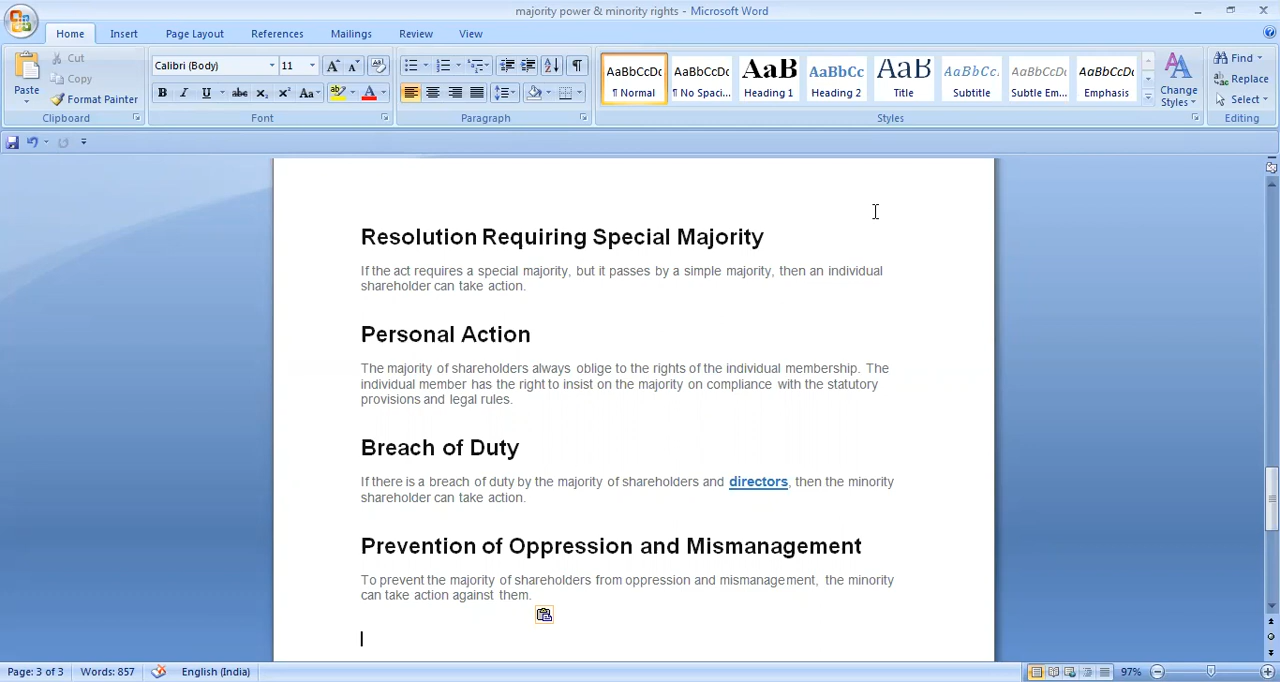 majority power & minority rights - Microsoft Word
Home Insert Page Layout References Mailings Review View
Paste
Cut
Copy
Format Painter
Clipboard
Calibri (Body) 11
B I U abc X₂ X² Aa A
Font
Paragraph
AaBbCcDc AaBbCcDc AaB AaBbCc AaB AaBbCc. AaBbCcDc AaBbCcDc
¶ Normal ¶ No Spaci... Heading 1 Heading 2 Title Subtitle Subtle Em... Emphasis
Change Styles
Styles
Find
Replace
Select
Editing
Resolution Requiring Special Majority
If the act requires a special majority, but it passes by a simple majority, then an individual
shareholder can take action.
Personal Action
The majority of shareholders always oblige to the rights of the individual membership. The
individual member has the right to insist on the majority on compliance with the statutory
provisions and legal rules.
Breach of Duty
If there is a breach of duty by the majority of shareholders and directors, then the minority
shareholder can take action.
Prevention of Oppression and Mismanagement
To prevent the majority of shareholders from oppression and mismanagement, the minority
can take action against them.
Page: 3 of 3 Words: 857 English (India) 97%